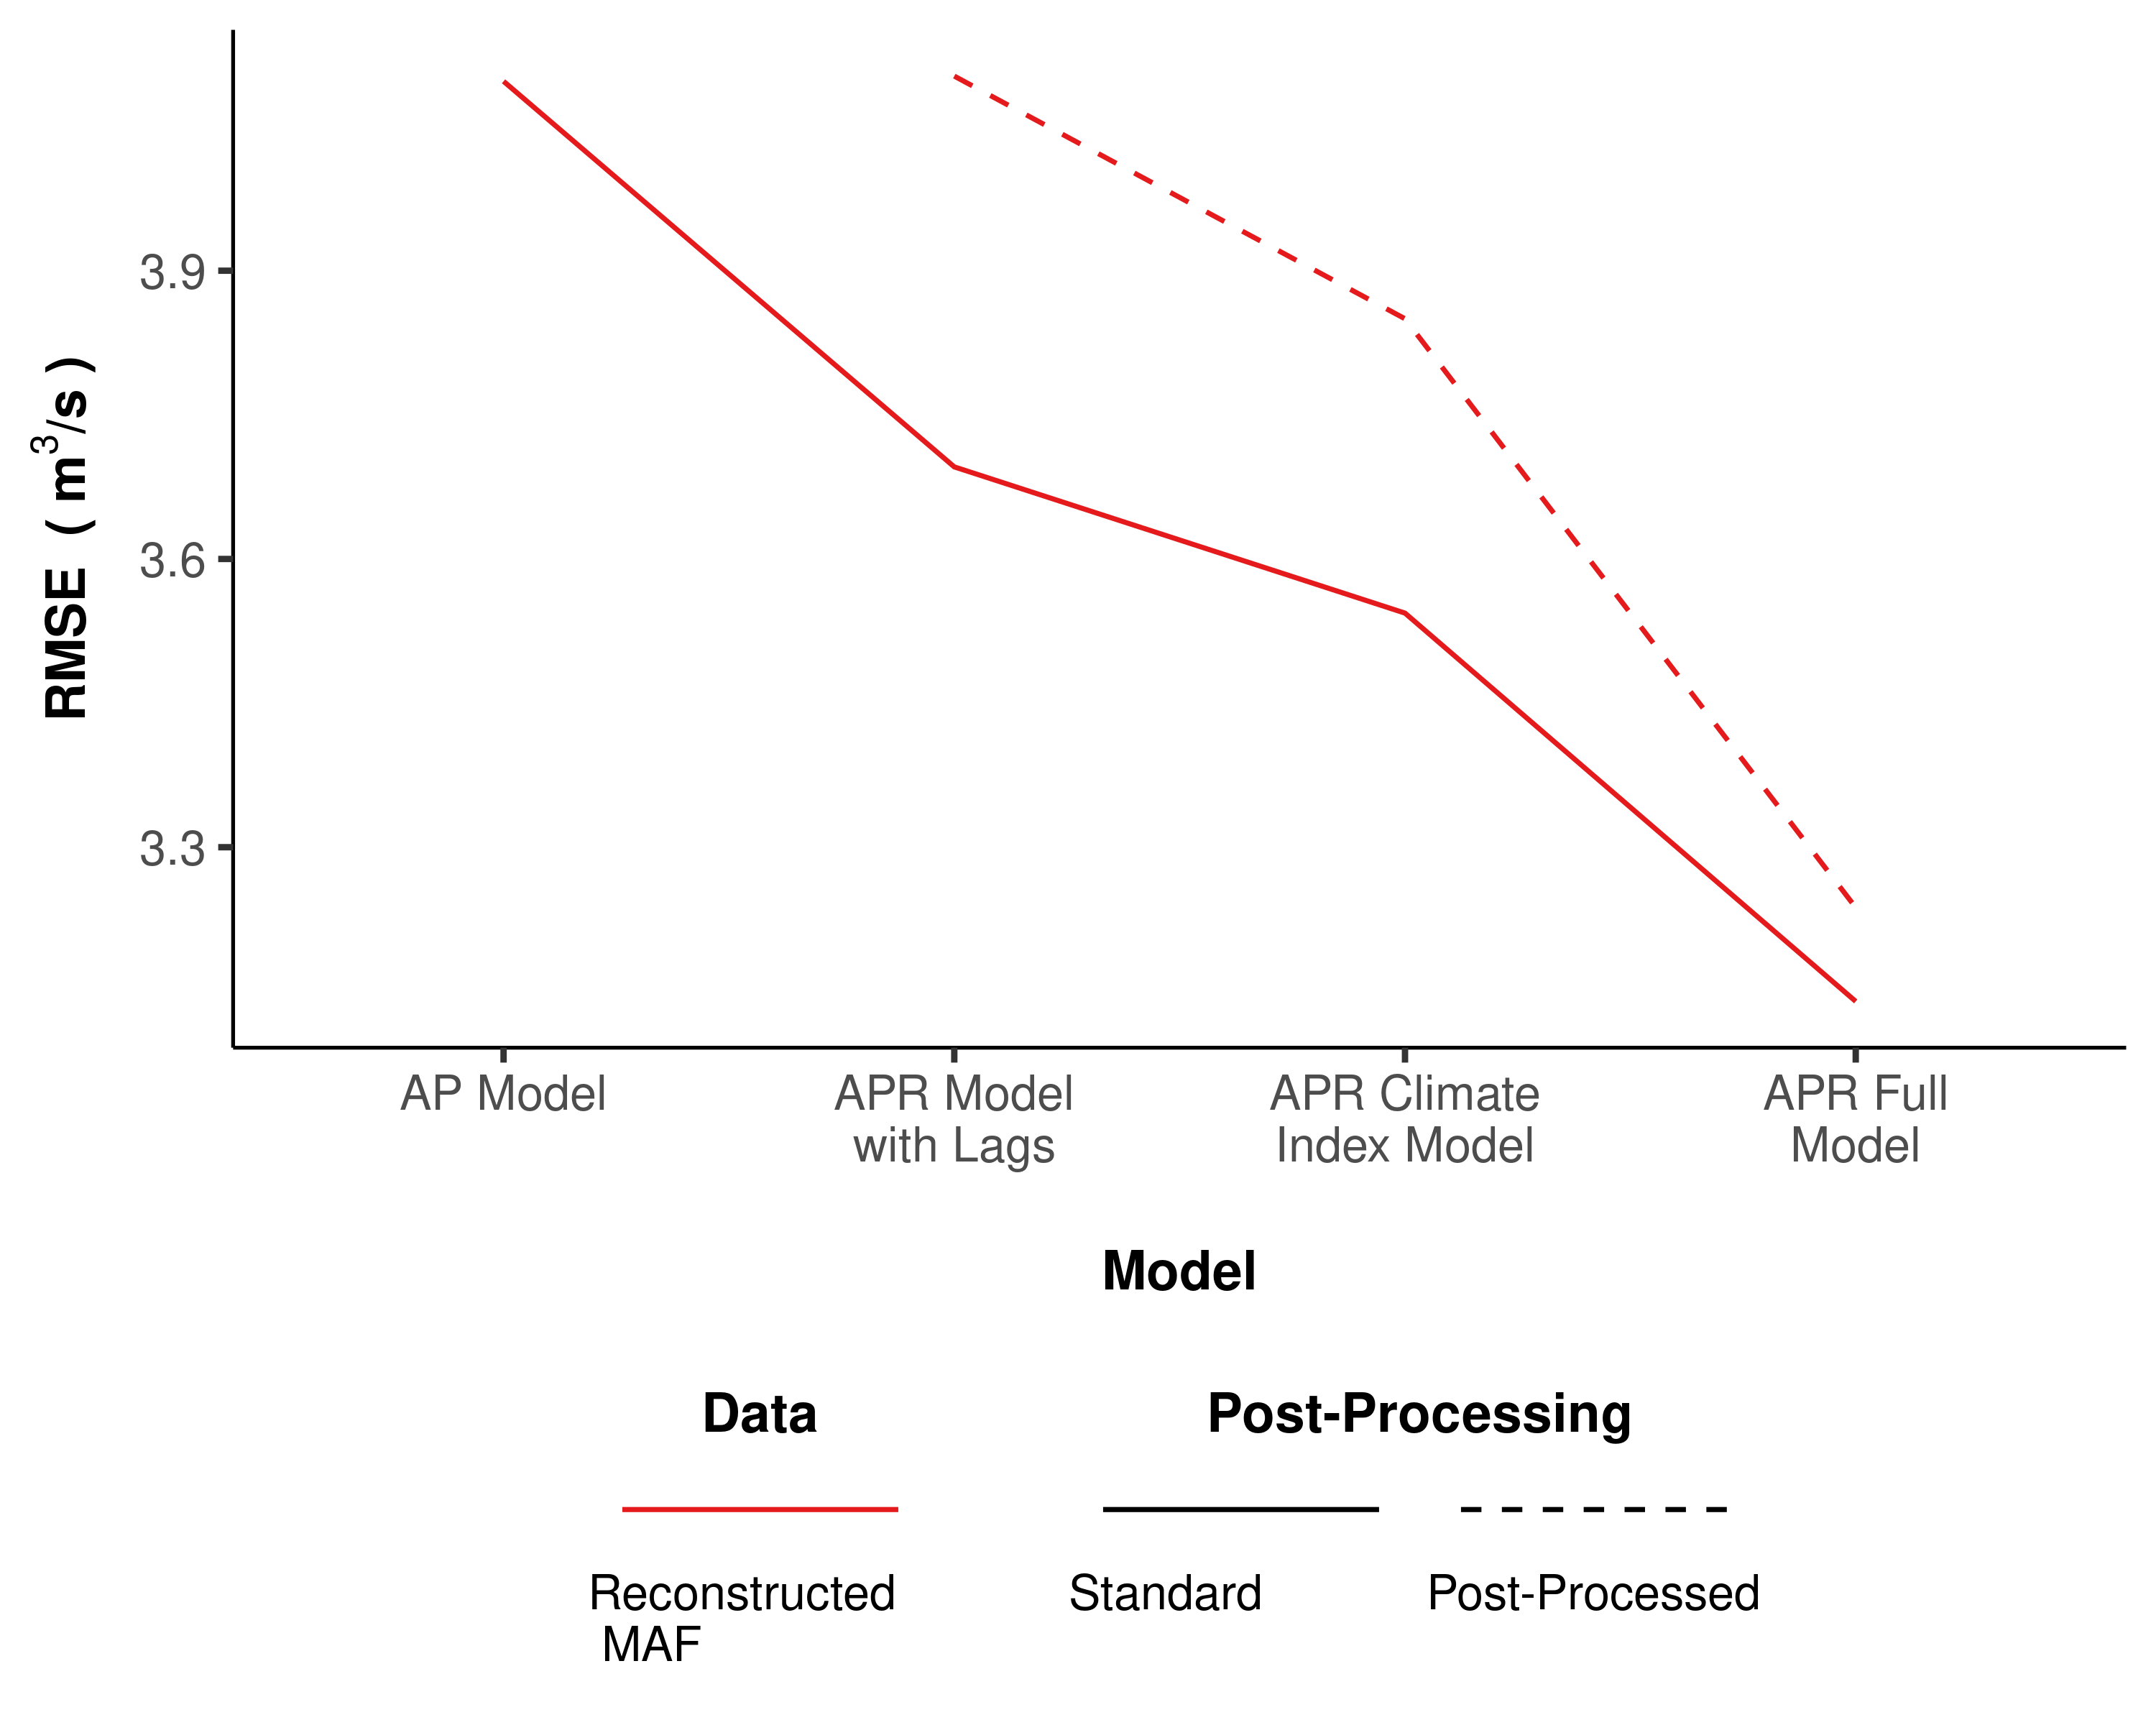 3.9
3.6
3.3
RMSE ( m³/s )
AP Model
APR Model
with Lags
APR Climate
Index Model
APR Full
Model
Model
Data
Post-Processing
Reconstructed
MAF
Standard
Post-Processed